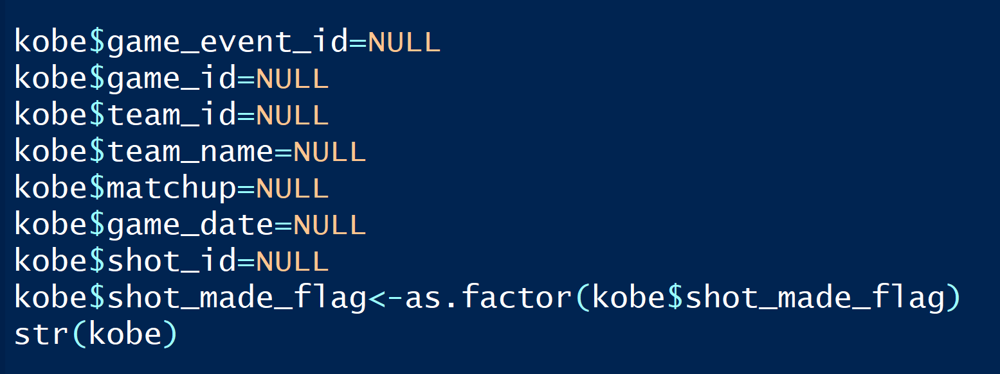 kobe$game_event_id=NULL
kobe$game_id=NULL
kobe$team_id=NULL
kobe$team_name=NULL
kobe$matchup=NULL
kobe$game_date=NULL
kobe$shot_id=NULL
kobe$shot_made_flag<-as.factor(kobe$shot_made_flag)
str(kobe)